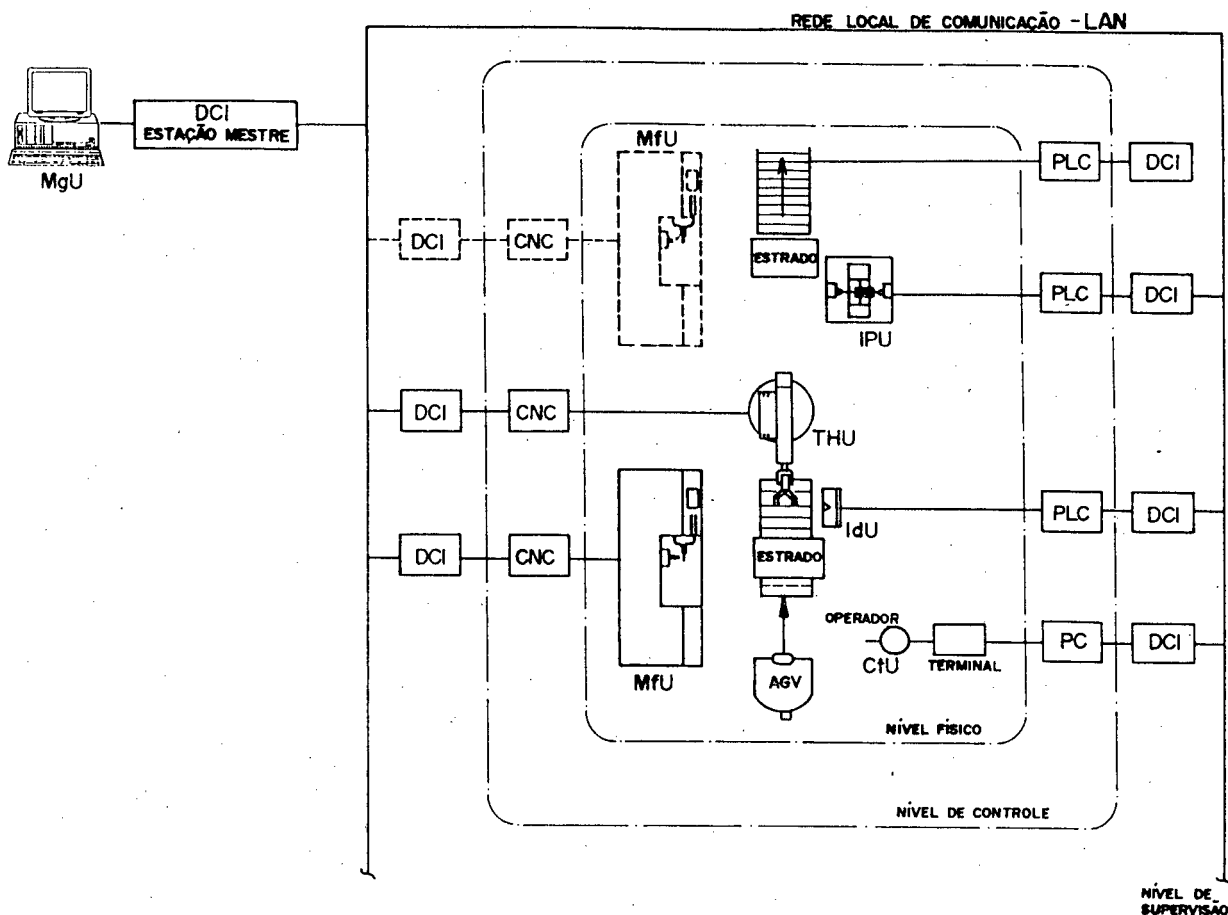 REDE LOCAL DE COMUNICAÇÃO - LAN
DCI
ESTAÇÃO MESTRE
MgU
MfU
PLC
DCI
DCI
CNC
ESTRADO
PLC
DCI
IPU
DCI
CNC
THU
DCI
CNC
IdU
PLC
DCI
ESTRADO
OPERADOR
CtU
TERMINAL
PC
DCI
MfU
AGV
NÍVEL FÍSICO
NÍVEL DE CONTROLE
NÍVEL DE
SUPERVISÃO